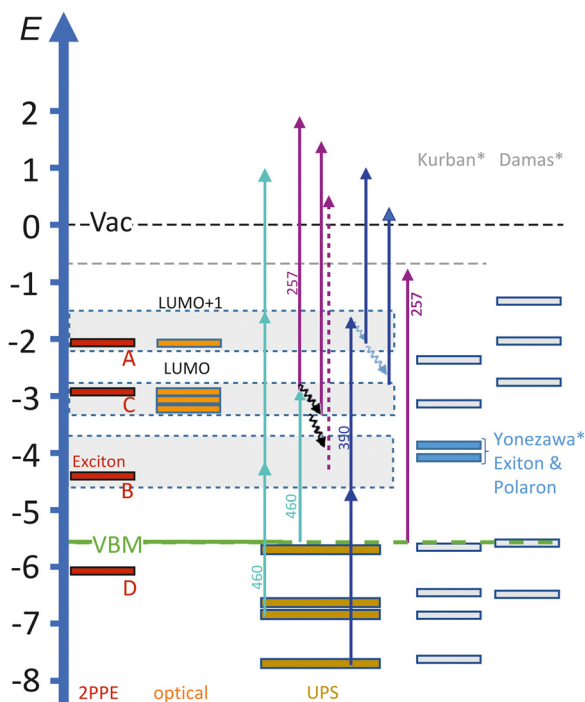 E
2
1
0
-1
-2
-3
-4
-5
-6
-7
-8
Kurban* Damas*
Vac
257
257
LUMO+1
A
LUMO
C
Exciton
B
390
460
Yonezawa*
Exiton &
Polaron
VBM
D
460
2PPE optical UPS